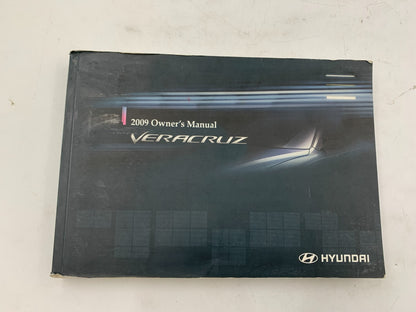 2009 Owner's Manual
VERACRUZ
HYUNDAI